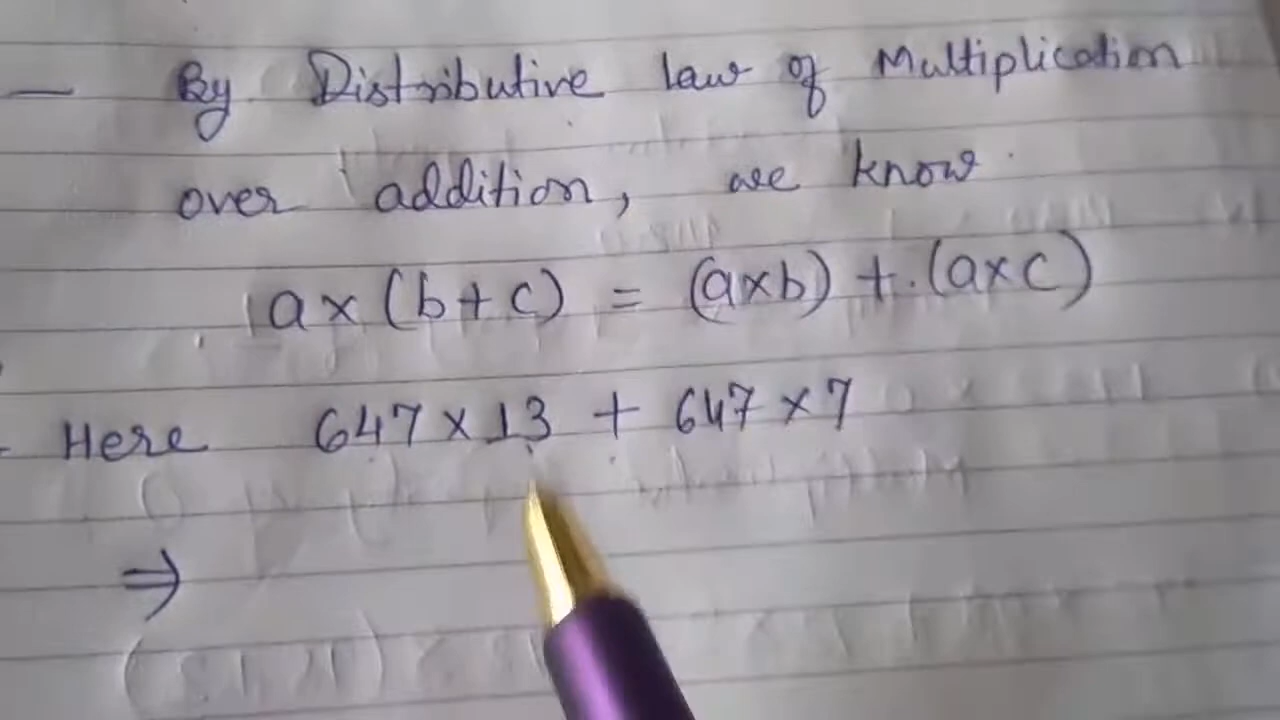 — By Distributive law of Multiplication
over addition, we know
a × (b + c) = (a×b) + (a×c)
Here 647 × 13 + 647 × 7
⇒